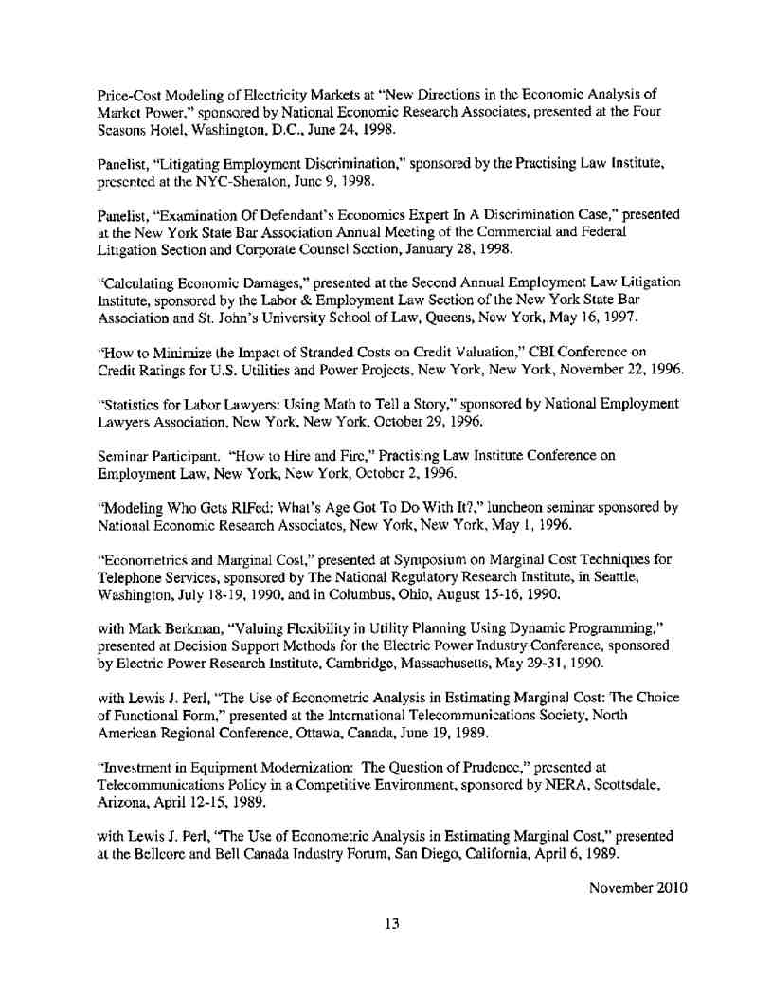 Price-Cost Modeling of Electricity Markets at “New Directions in the Economic Analysis of
Market Power,” sponsored by National Economic Research Associates, presented at the Four
Seasons Hotel, Washington, D.C., June 24, 1998.
Panelist, “Litigating Employment Discrimination,” sponsored by the Practising Law Institute,
presented at the NYC-Sheraton, June 9, 1998.
Panelist, “Examination Of Defendant’s Economics Expert In A Discrimination Case,” presented
at the New York State Bar Association Annual Meeting of the Commercial and Federal
Litigation Section and Corporate Counsel Section, January 28, 1998.
“Calculating Economic Damages,” presented at the Second Annual Employment Law Litigation
Institute, sponsored by the Labor & Employment Law Section of the New York State Bar
Association and St. John’s University School of Law, Queens, New York, May 16, 1997.
“How to Minimize the Impact of Stranded Costs on Credit Valuation,” CBI Conference on
Credit Ratings for U.S. Utilities and Power Projects, New York, New York, November 22, 1996.
“Statistics for Labor Lawyers: Using Math to Tell a Story,” sponsored by National Employment
Lawyers Association, New York, New York, October 29, 1996.
Seminar Participant. “How to Hire and Fire,” Practising Law Institute Conference on
Employment Law, New York, New York, October 2, 1996.
“Modeling Who Gets RIFed: What’s Age Got To Do With It?,” luncheon seminar sponsored by
National Economic Research Associates, New York, New York, May 1, 1996.
“Econometrics and Marginal Cost,” presented at Symposium on Marginal Cost Techniques for
Telephone Services, sponsored by The National Regulatory Research Institute, in Seattle,
Washington, July 18-19, 1990, and in Columbus, Ohio, August 15-16, 1990.
with Mark Berkman, “Valuing Flexibility in Utility Planning Using Dynamic Programming,”
presented at Decision Support Methods for the Electric Power Industry Conference, sponsored
by Electric Power Research Institute, Cambridge, Massachusetts, May 29-31, 1990.
with Lewis J. Perl, “The Use of Econometric Analysis in Estimating Marginal Cost: The Choice
of Functional Form,” presented at the International Telecommunications Society, North
American Regional Conference, Ottawa, Canada, June 19, 1989.
“Investment in Equipment Modernization:  The Question of Prudence,” presented at
Telecommunications Policy in a Competitive Environment, sponsored by NERA, Scottsdale,
Arizona, April 12-15, 1989.
with Lewis J. Perl, “The Use of Econometric Analysis in Estimating Marginal Cost,” presented
at the Bellcore and Bell Canada Industry Forum, San Diego, California, April 6, 1989.
November 2010
13